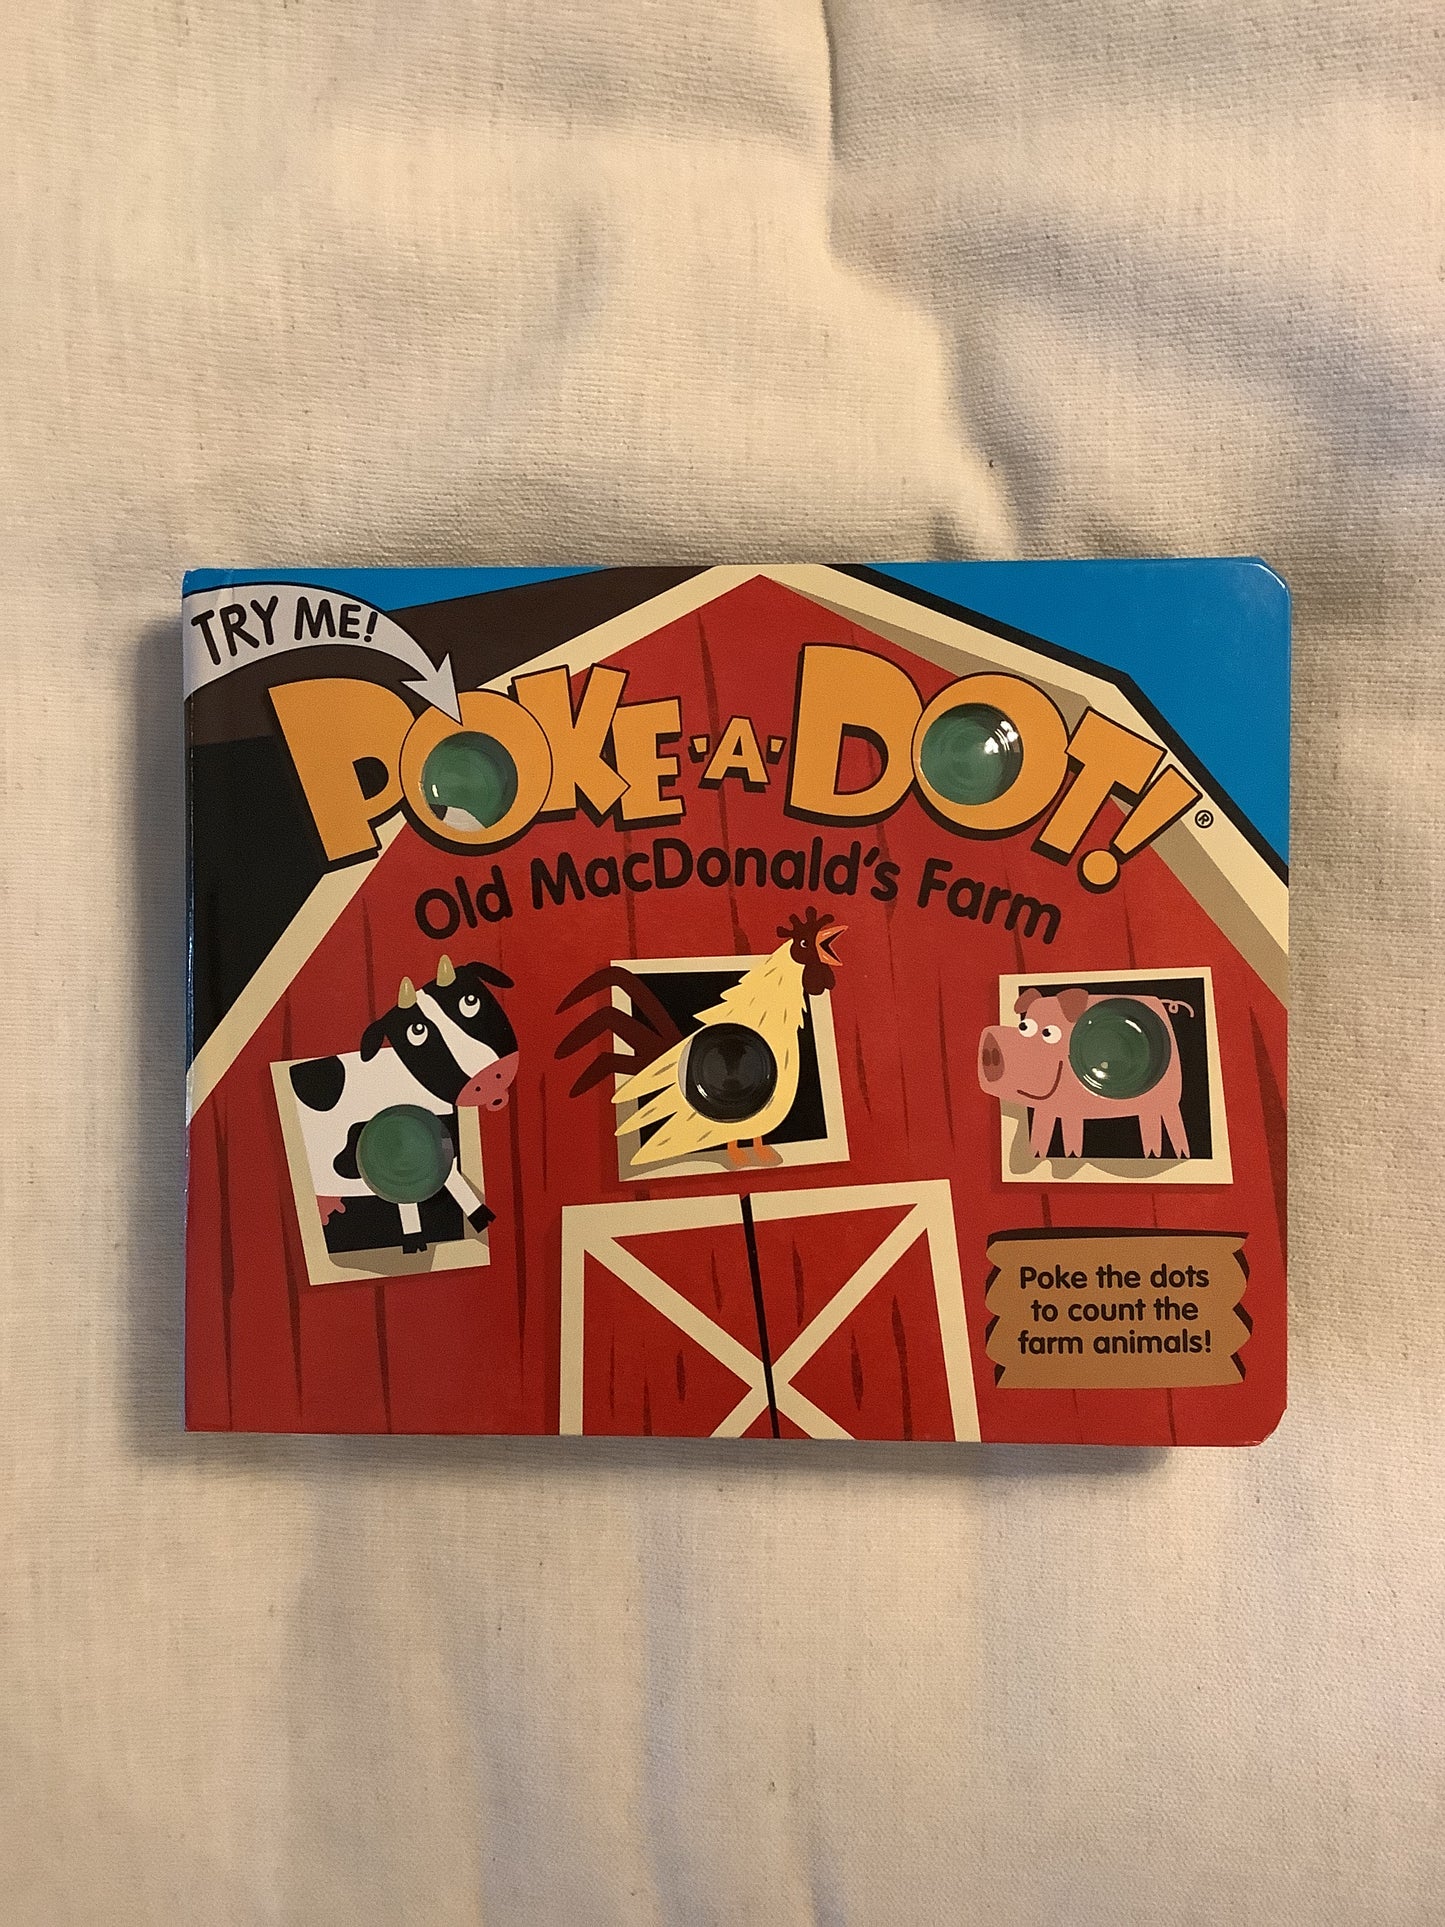 TRY ME!
POKE·A·DOT!®
Old MacDonald's Farm
Poke the dots
to count the
farm animals!